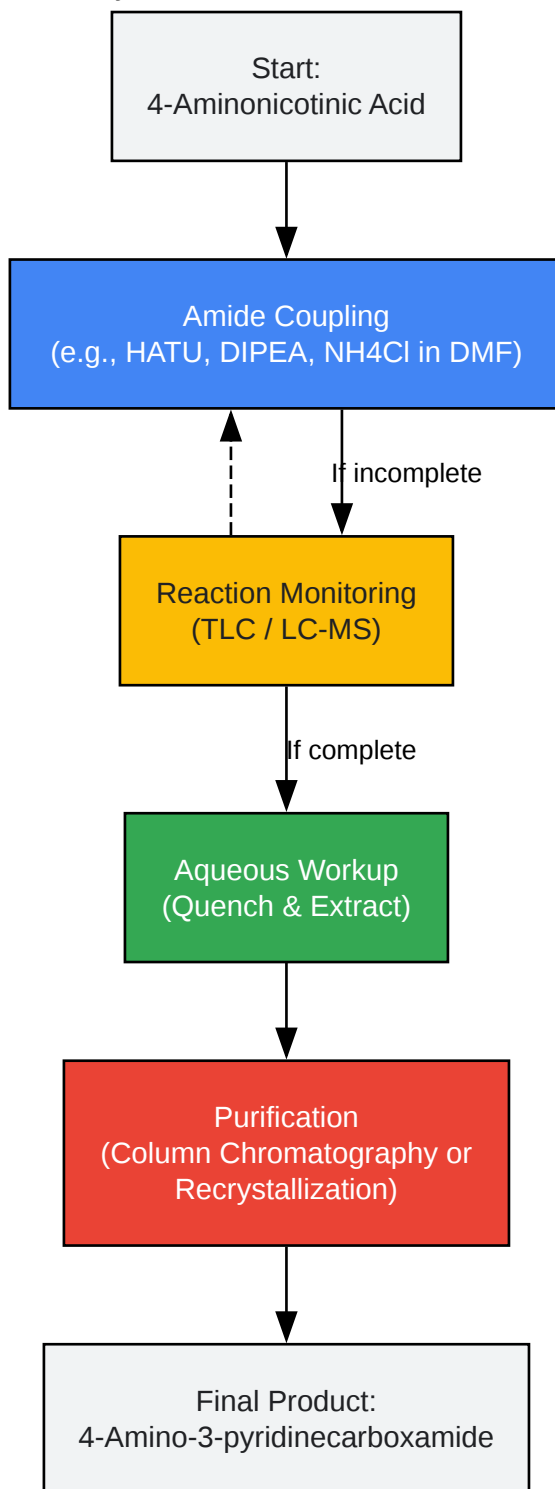 Start:
4-Aminonicotinic Acid
Amide Coupling
(e.g., HATU, DIPEA, NH4Cl in DMF)
If incomplete
Reaction Monitoring
(TLC / LC-MS)
If complete
Aqueous Workup
(Quench & Extract)
Purification
(Column Chromatography or
Recrystallization)
Final Product:
4-Amino-3-pyridinecarboxamide